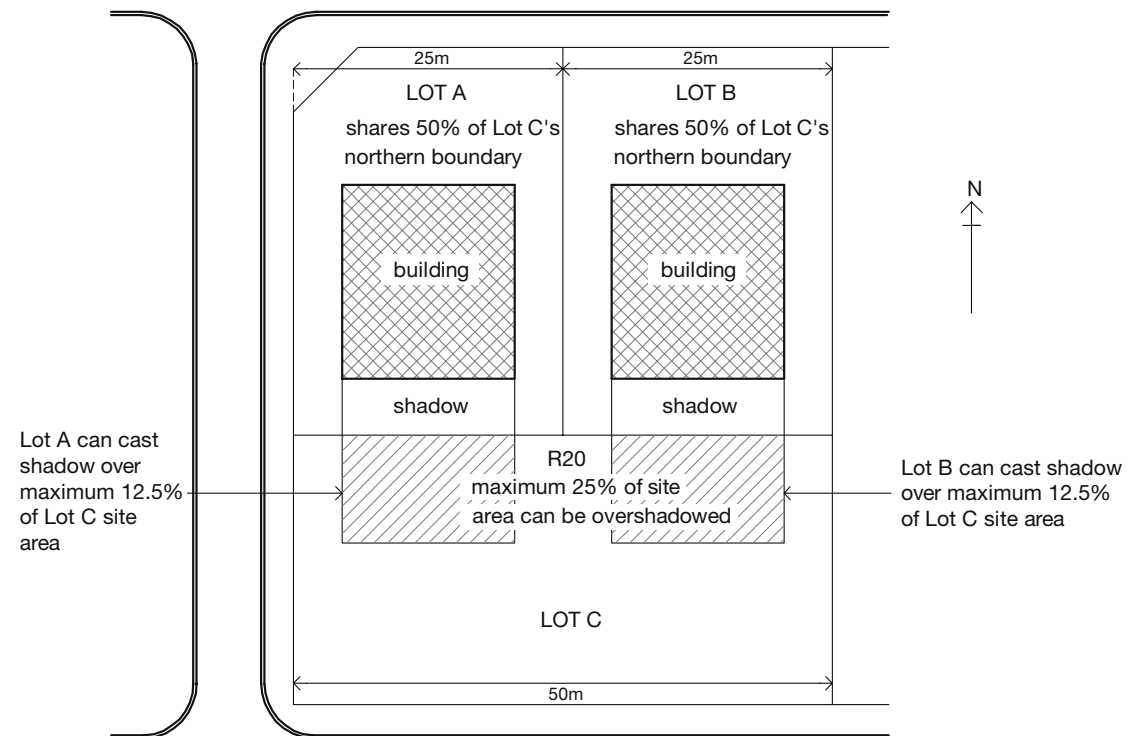 25m
25m
LOT A
LOT B
shares 50% of Lot C's
northern boundary
shares 50% of Lot C's
northern boundary
N
building
building
shadow
shadow
Lot A can cast
shadow over
maximum 12.5%
of Lot C site
area
R20
maximum 25% of site
area can be overshadowed
Lot B can cast shadow
over maximum 12.5%
of Lot C site area
LOT C
50m